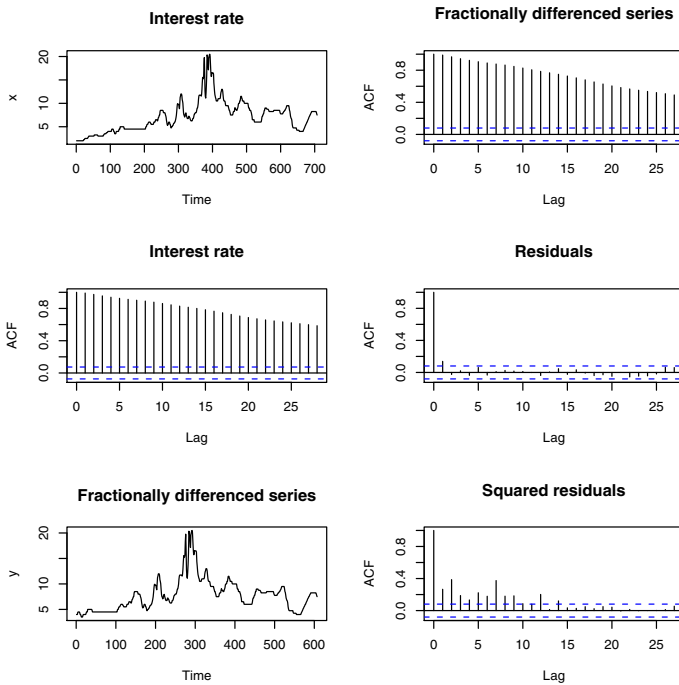 Interest rate
x
5 10 20
0 100 200 300 400 500 600 700
Time
Fractionally differenced series
ACF
0.0 0.4 0.8
0 5 10 15 20 25
Lag
Interest rate
ACF
0.0 0.4 0.8
0 5 10 15 20 25
Lag
Residuals
ACF
0.0 0.4 0.8
0 5 10 15 20 25
Lag
Fractionally differenced series
y
5 10 20
0 100 200 300 400 500 600
Time
Squared residuals
ACF
0.0 0.4 0.8
0 5 10 15 20 25
Lag